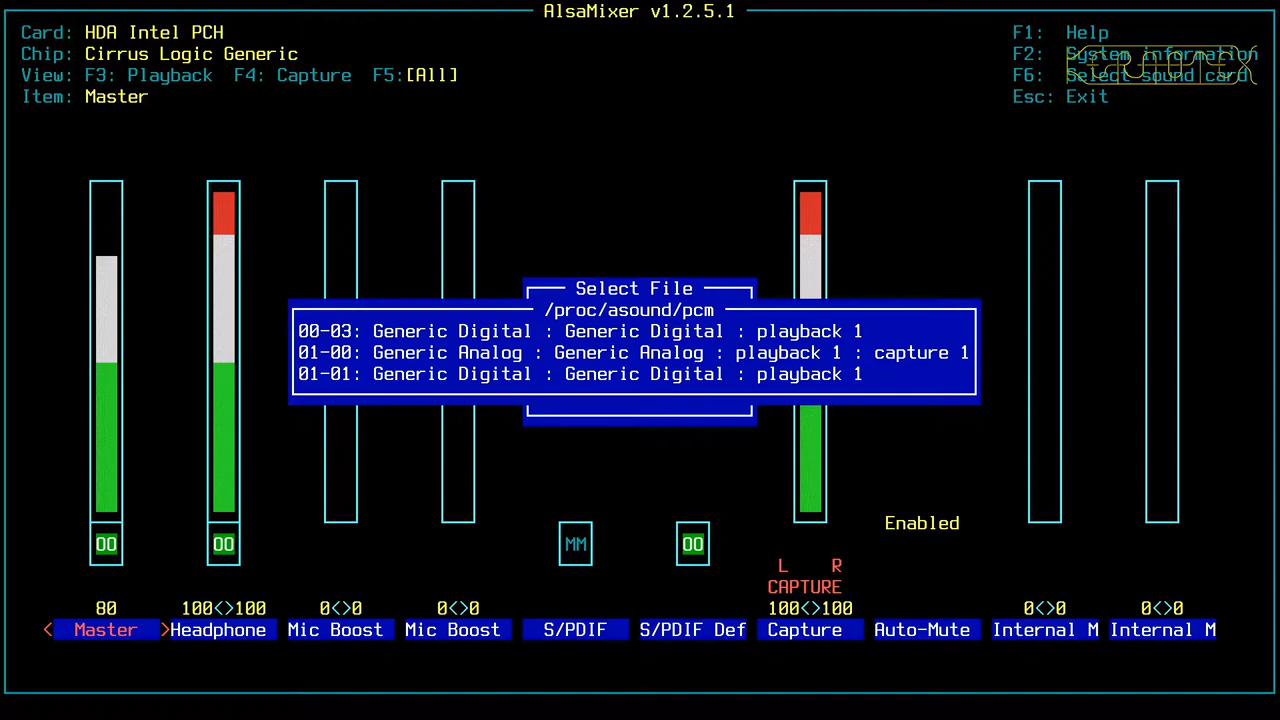 AlsaMixer v1.2.5.1
Card: HDA Intel PCH
Chip: Cirrus Logic Generic
View: F3: Playback F4: Capture F5:[All]
Item: Master
F1: Help
F2: System information
F6: Select sound card
Esc: Exit
Select File
/proc/asound/pcm
00-03: Generic Digital : Generic Digital : playback 1
01-00: Generic Analog : Generic Analog : playback 1 : capture 1
01-01: Generic Digital : Generic Digital : playback 1
Enabled
OO OO MM OO
L R
CAPTURE
80 100<>100 0<>0 0<>0 100<>100 0<>0 0<>0
< Master >Headphone Mic Boost Mic Boost S/PDIF S/PDIF Def Capture Auto-Mute Internal M Internal M